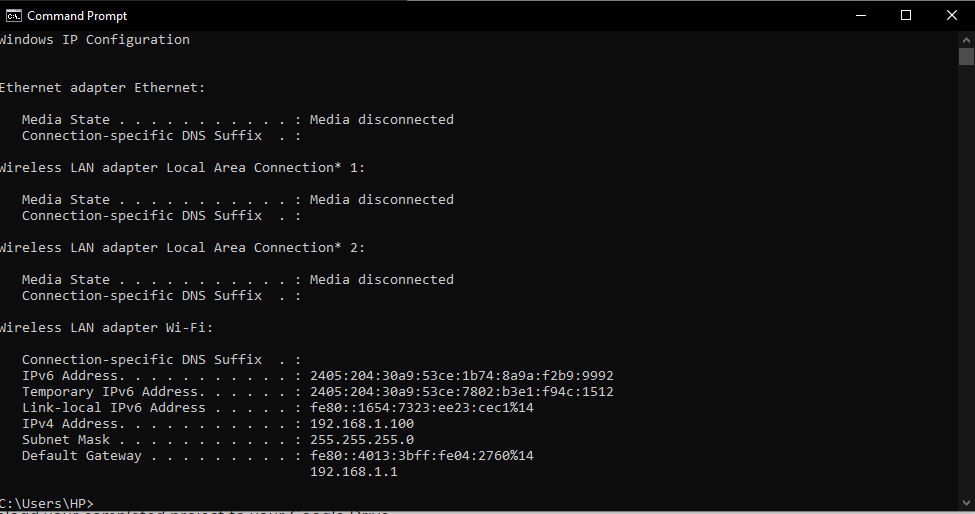 Command Prompt
Windows IP Configuration
Ethernet adapter Ethernet:
Media State . . . . . . . . . . . : Media disconnected
Connection-specific DNS Suffix  . :
Wireless LAN adapter Local Area Connection* 1:
Media State . . . . . . . . . . . : Media disconnected
Connection-specific DNS Suffix  . :
Wireless LAN adapter Local Area Connection* 2:
Media State . . . . . . . . . . . : Media disconnected
Connection-specific DNS Suffix  . :
Wireless LAN adapter Wi-Fi:
Connection-specific DNS Suffix  . :
IPv6 Address. . . . . . . . . . . : 2405:204:30a9:53ce:1b74:8a9a:f2b9:9992
Temporary IPv6 Address. . . . . . : 2405:204:30a9:53ce:7802:b3e1:f94c:1512
Link-local IPv6 Address . . . . . : fe80::1654:7323:ee23:cec1%14
IPv4 Address. . . . . . . . . . . : 192.168.1.100
Subnet Mask . . . . . . . . . . . : 255.255.255.0
Default Gateway . . . . . . . . . : fe80::4013:3bff:fe04:2760%14
192.168.1.1
C:\Users\HP>